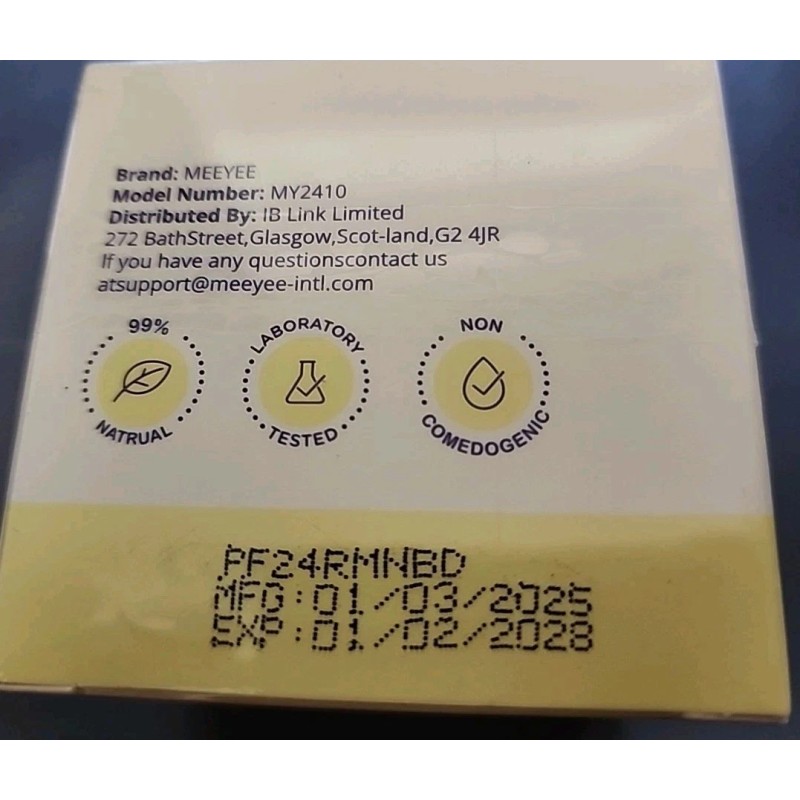 Brand: MEEYEE
Model Number: MY2410
Distributed By: IB Link Limited
272 BathStreet,Glasgow,Scot-land,G2 4JR
If you have any questionscontact us
atsupport@meeyee-intl.com
99%
NATRUAL
LABORATORY
TESTED
NON
COMEDOGENIC
PF24RMNBD
MFG:01/03/2025
EXP:01/02/2028